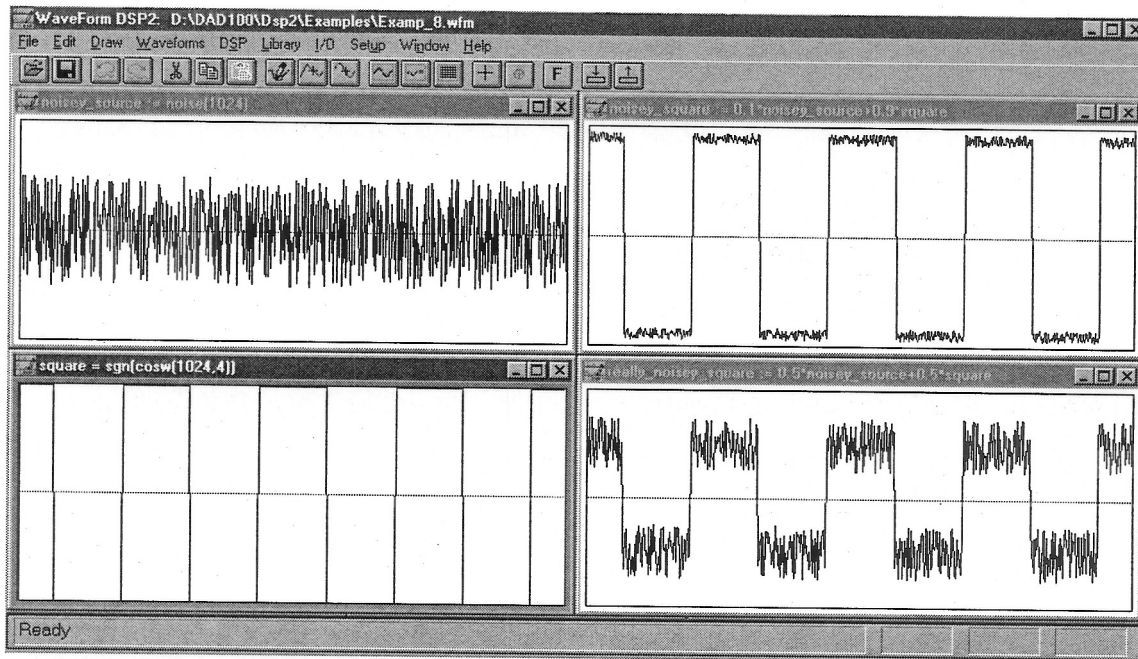 WaveForm DSP2: D:\DAD100\Dsp2\Examples\Examp_8.wfm
File Edit Draw Waveforms DSP Library I/O Setup Window Help
F
noisey_source := noise(1024)
noisey_square := 0.1*noisey_source+0.9*square
square = sgn(cosw(1024,4))
really_noisey_square := 0.5*noisey_source+0.5*square
Ready